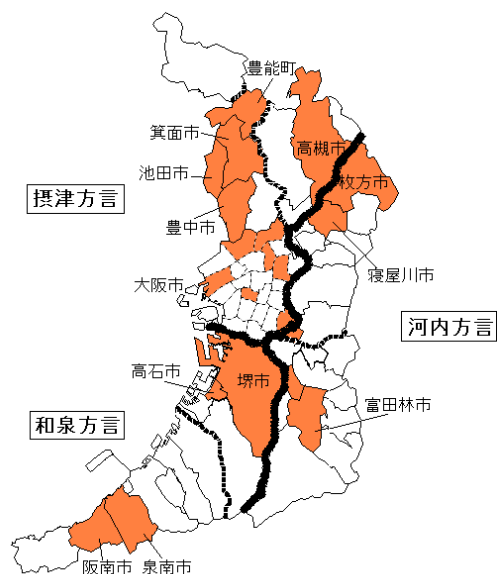 豊能町
箕面市
高槻市
池田市
枚方市
摂津方言
豊中市
寝屋川市
大阪市
河内方言
高石市
堺市
富田林市
和泉方言
阪南市
泉南市